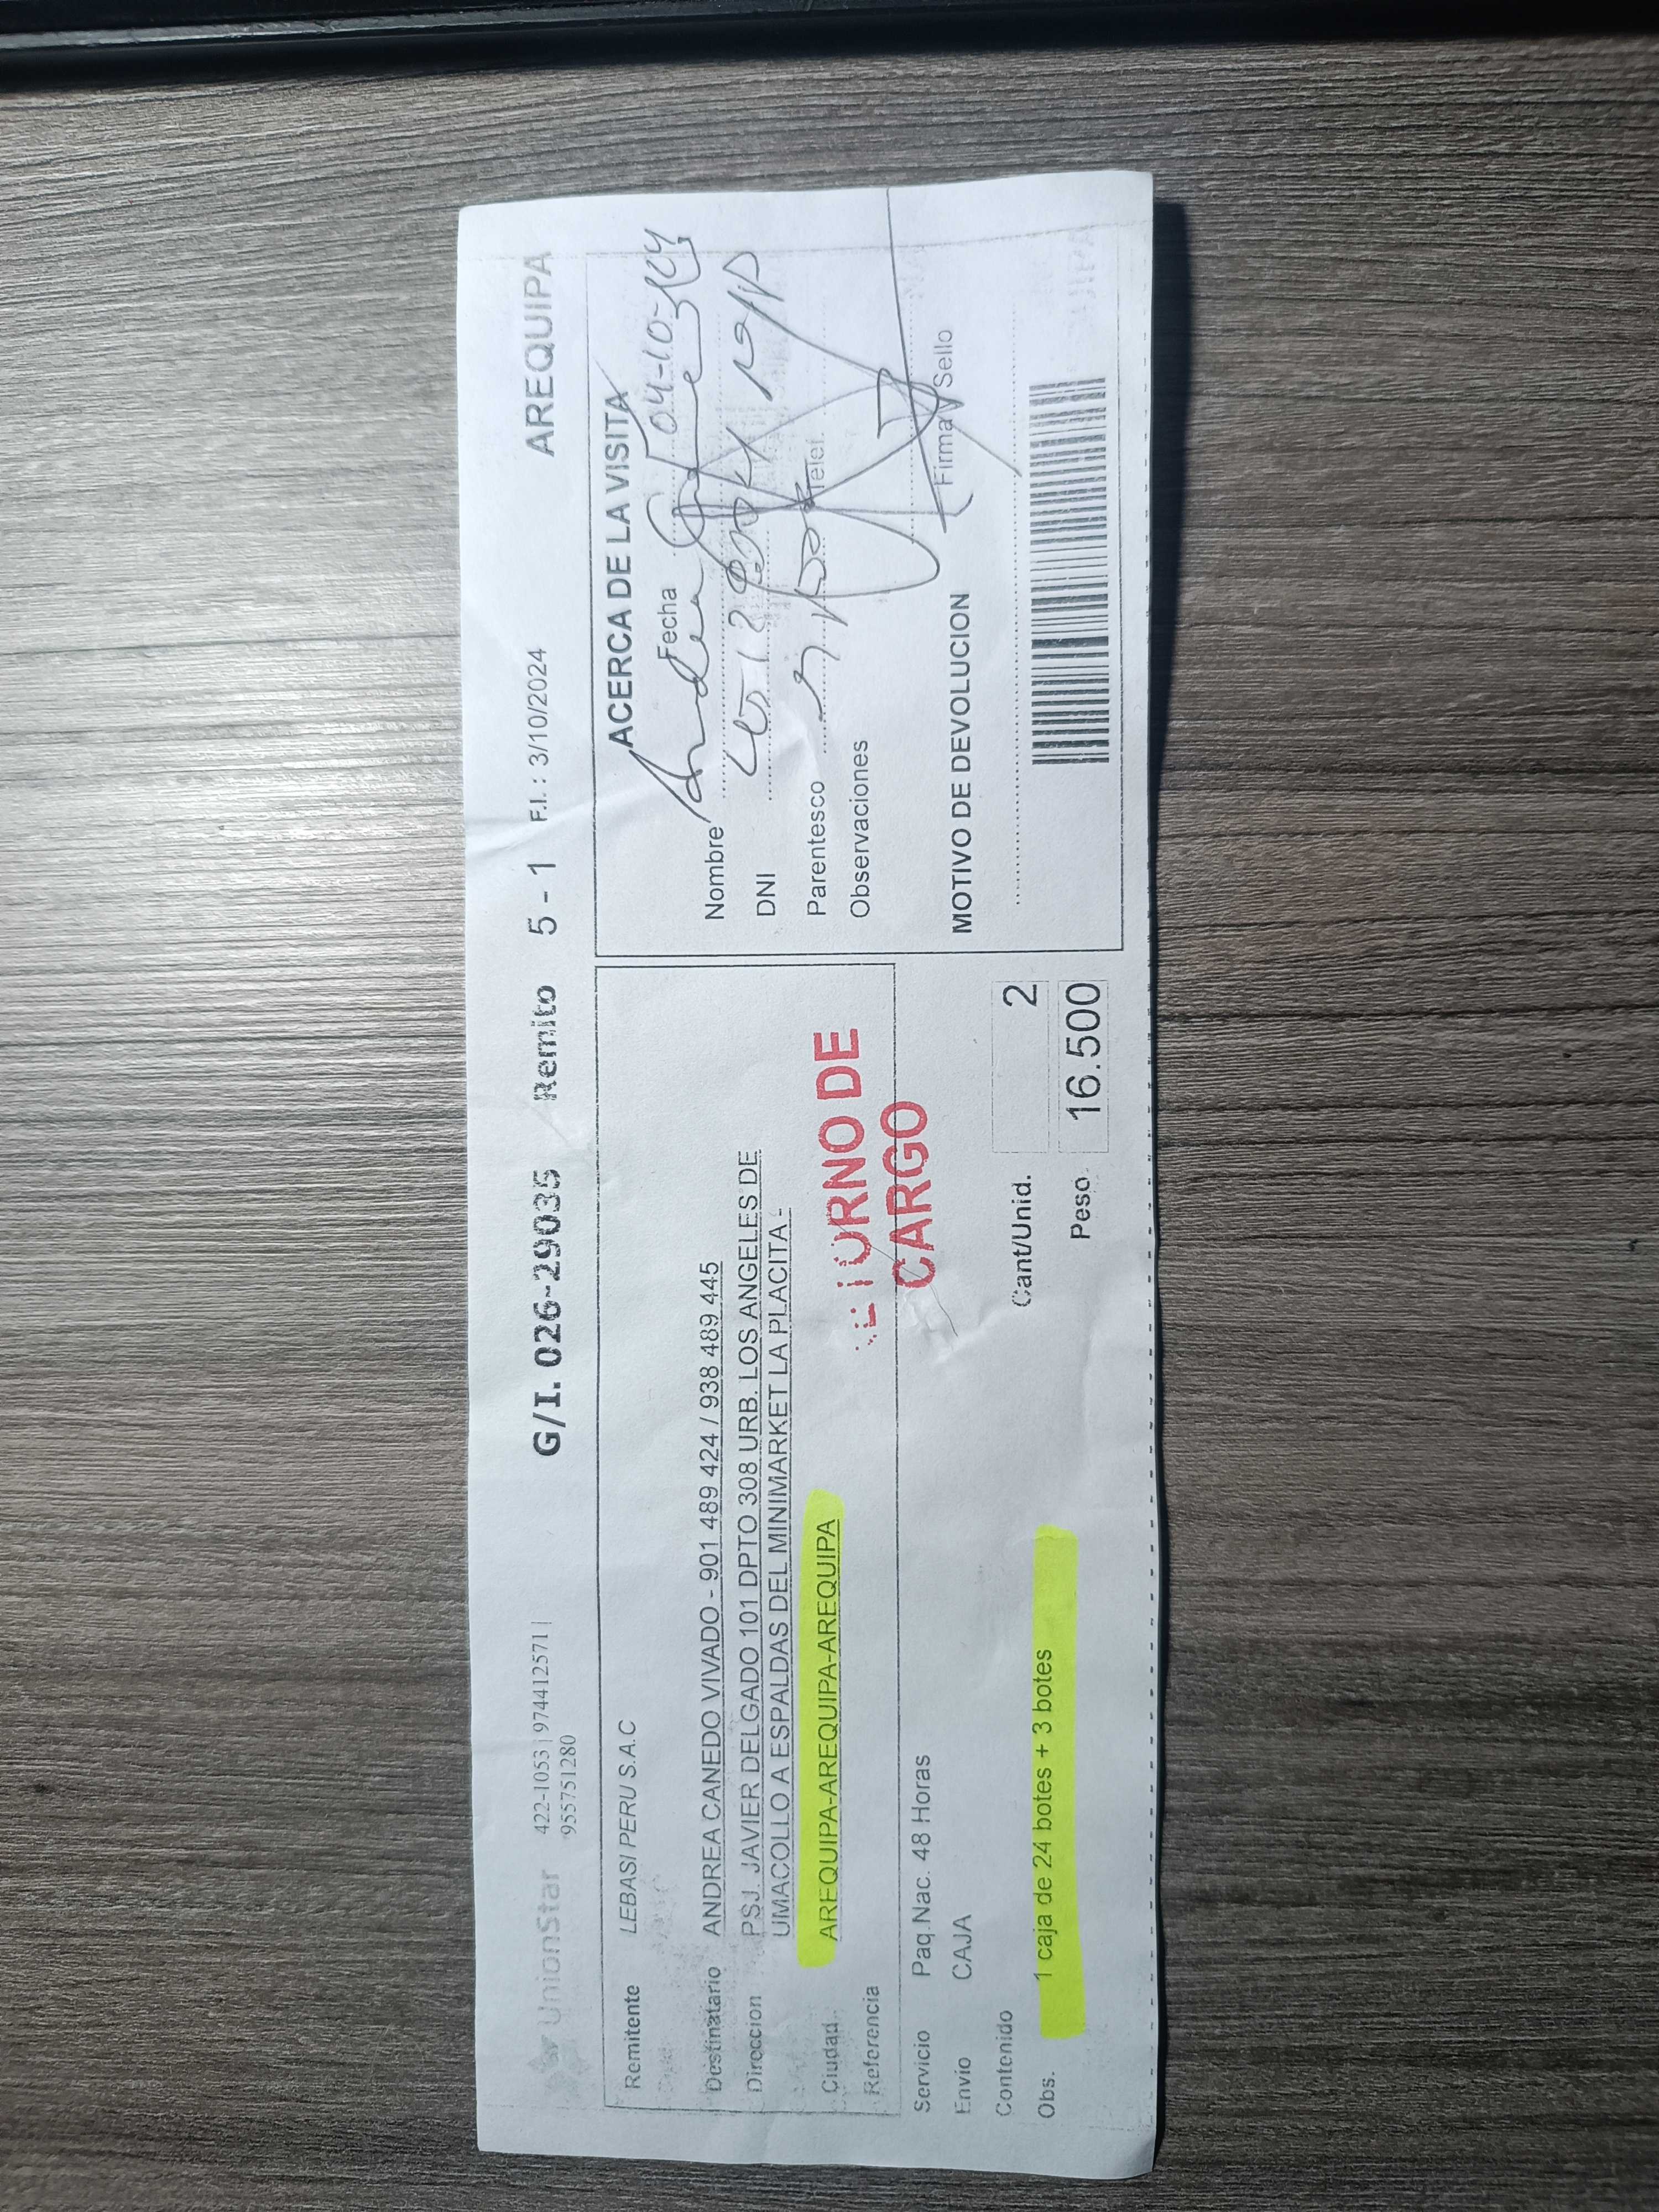 UnionStar 422-1053 | 974412571 | G/I. 026-29035 Remito 5 - 1 F.I. : 3/10/2024 AREQUIPA
955751280
Remitente LEBASI PERU S.A.C
Destinatario ANDREA CANEDO VIVADO - 901 489 424 / 938 489 445
Direccion PSJ. JAVIER DELGADO 101 DPTO 308 URB. LOS ANGELES DE
UMACOLLO A ESPALDAS DEL MINIMARKET LA PLACITA -
Ciudad AREQUIPA-AREQUIPA-AREQUIPA
Referencia
RETORNO DE
CARGO
Servicio Paq.Nac. 48 Horas
Envio CAJA
Contenido
Obs. 1 caja de 24 botes + 3 botes
Cant/Unid. 2
Peso 16.500
ACERCA DE LA VISITA
Fecha 04-10-24
Nombre Andrea
DNI
Parentesco Telef.
Observaciones
Firma y Sello
MOTIVO DE DEVOLUCION